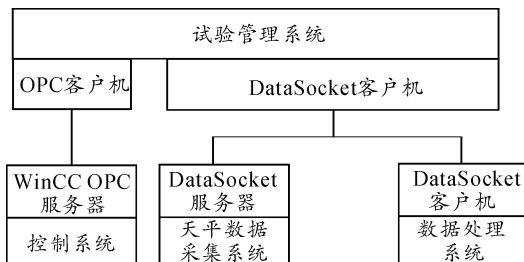 试验管理系统
OPC客户机
DataSocket客户机
WinCC OPC
服务器
控制系统
DataSocket
服务器
天平数据
采集系统
DataSocket
客户机
数据处理
系统